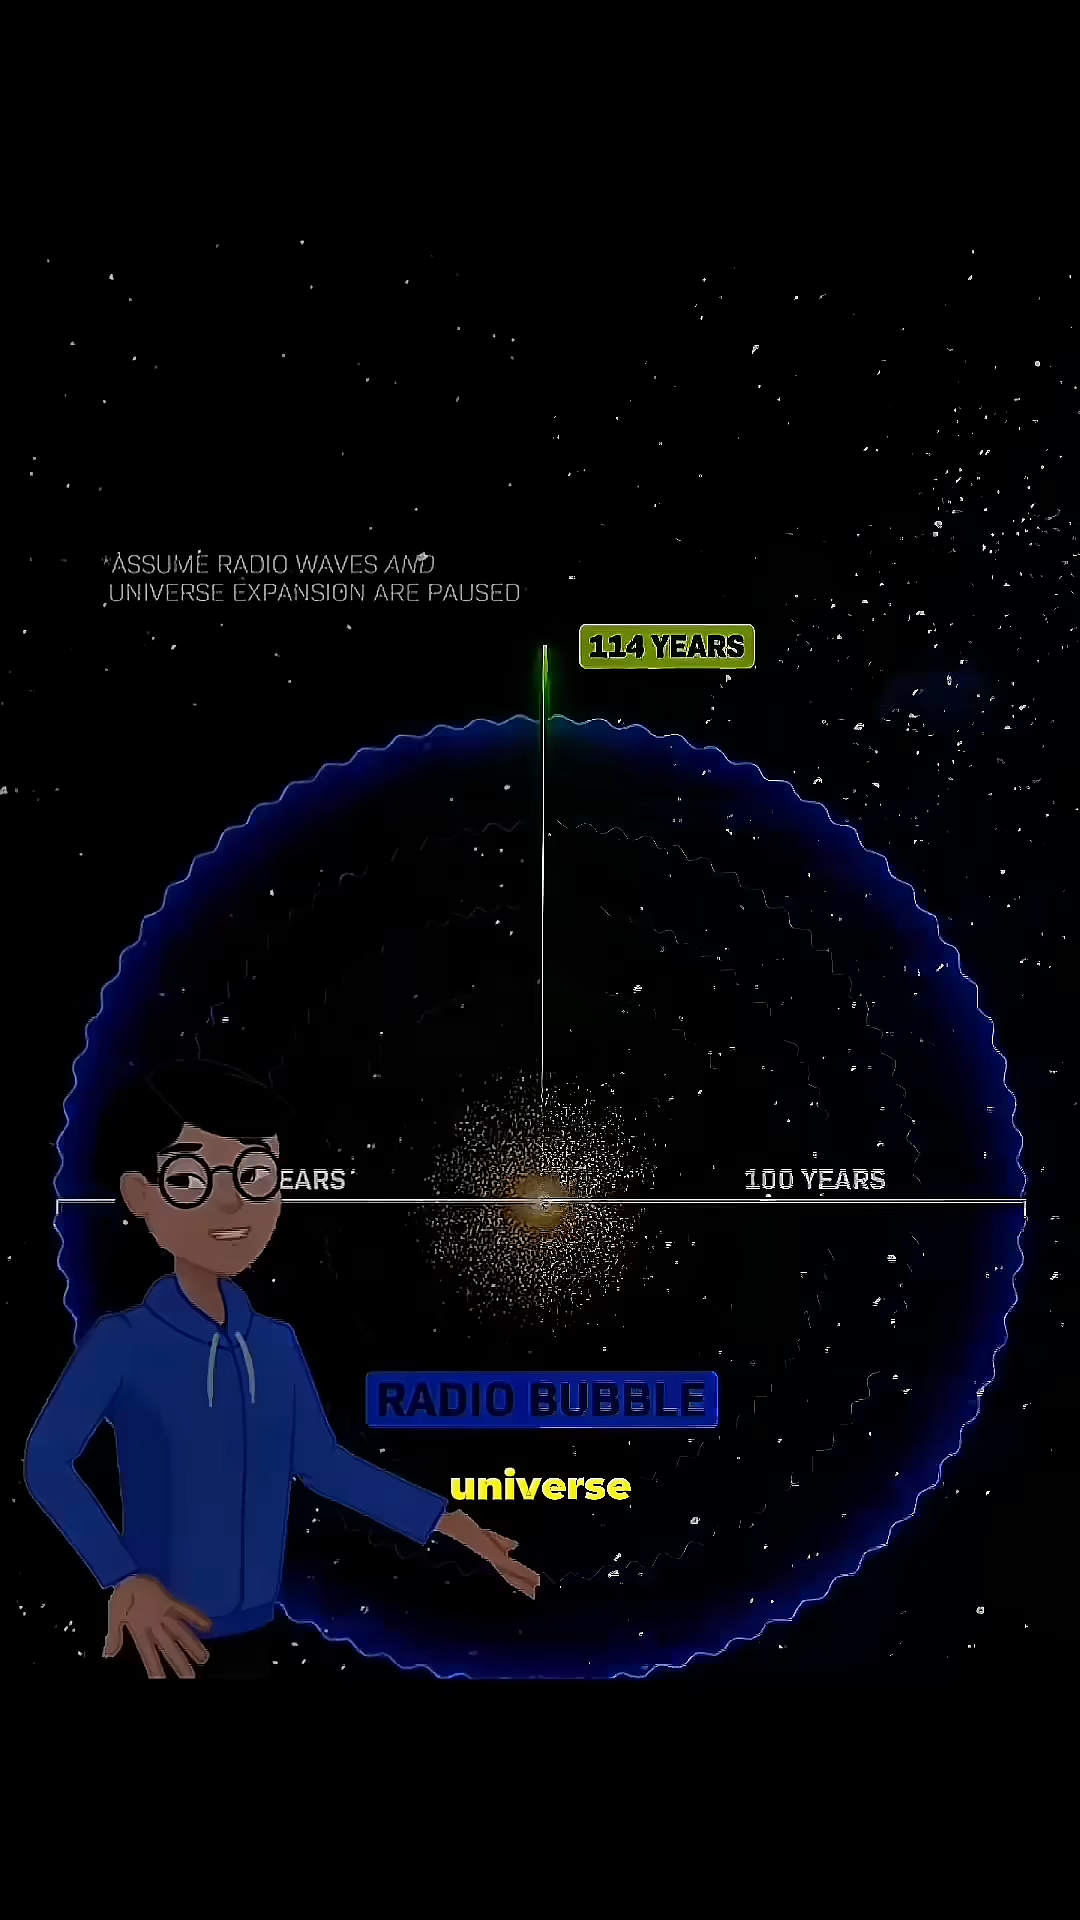 *ASSUME RADIO WAVES AND
UNIVERSE EXPANSION ARE PAUSED
114 YEARS
EARS
100 YEARS
RADIO BUBBLE
universe